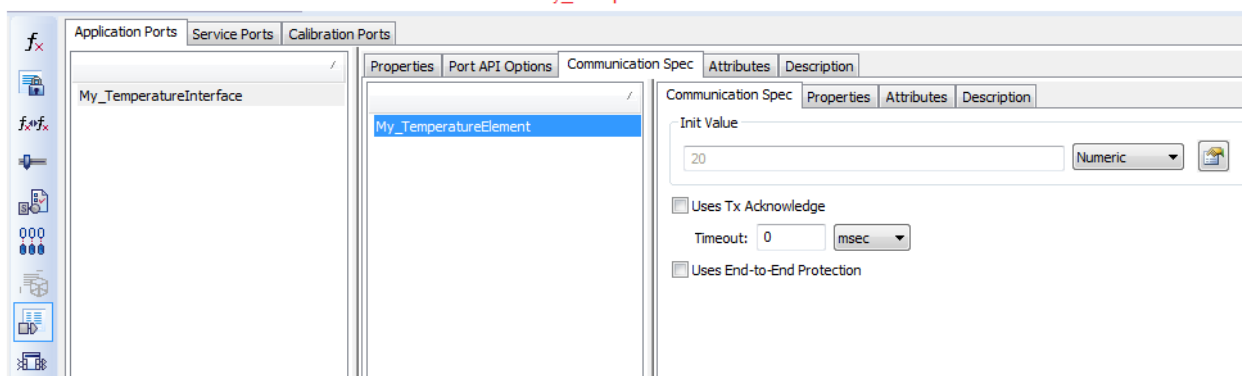 Application Ports Service Ports Calibration Ports
Properties Port API Options Communication Spec Attributes Description
My_TemperatureInterface
My_TemperatureElement
Communication Spec Properties Attributes Description
Init Value
20 Numeric
Uses Tx Acknowledge
Timeout: 0 msec
Uses End-to-End Protection